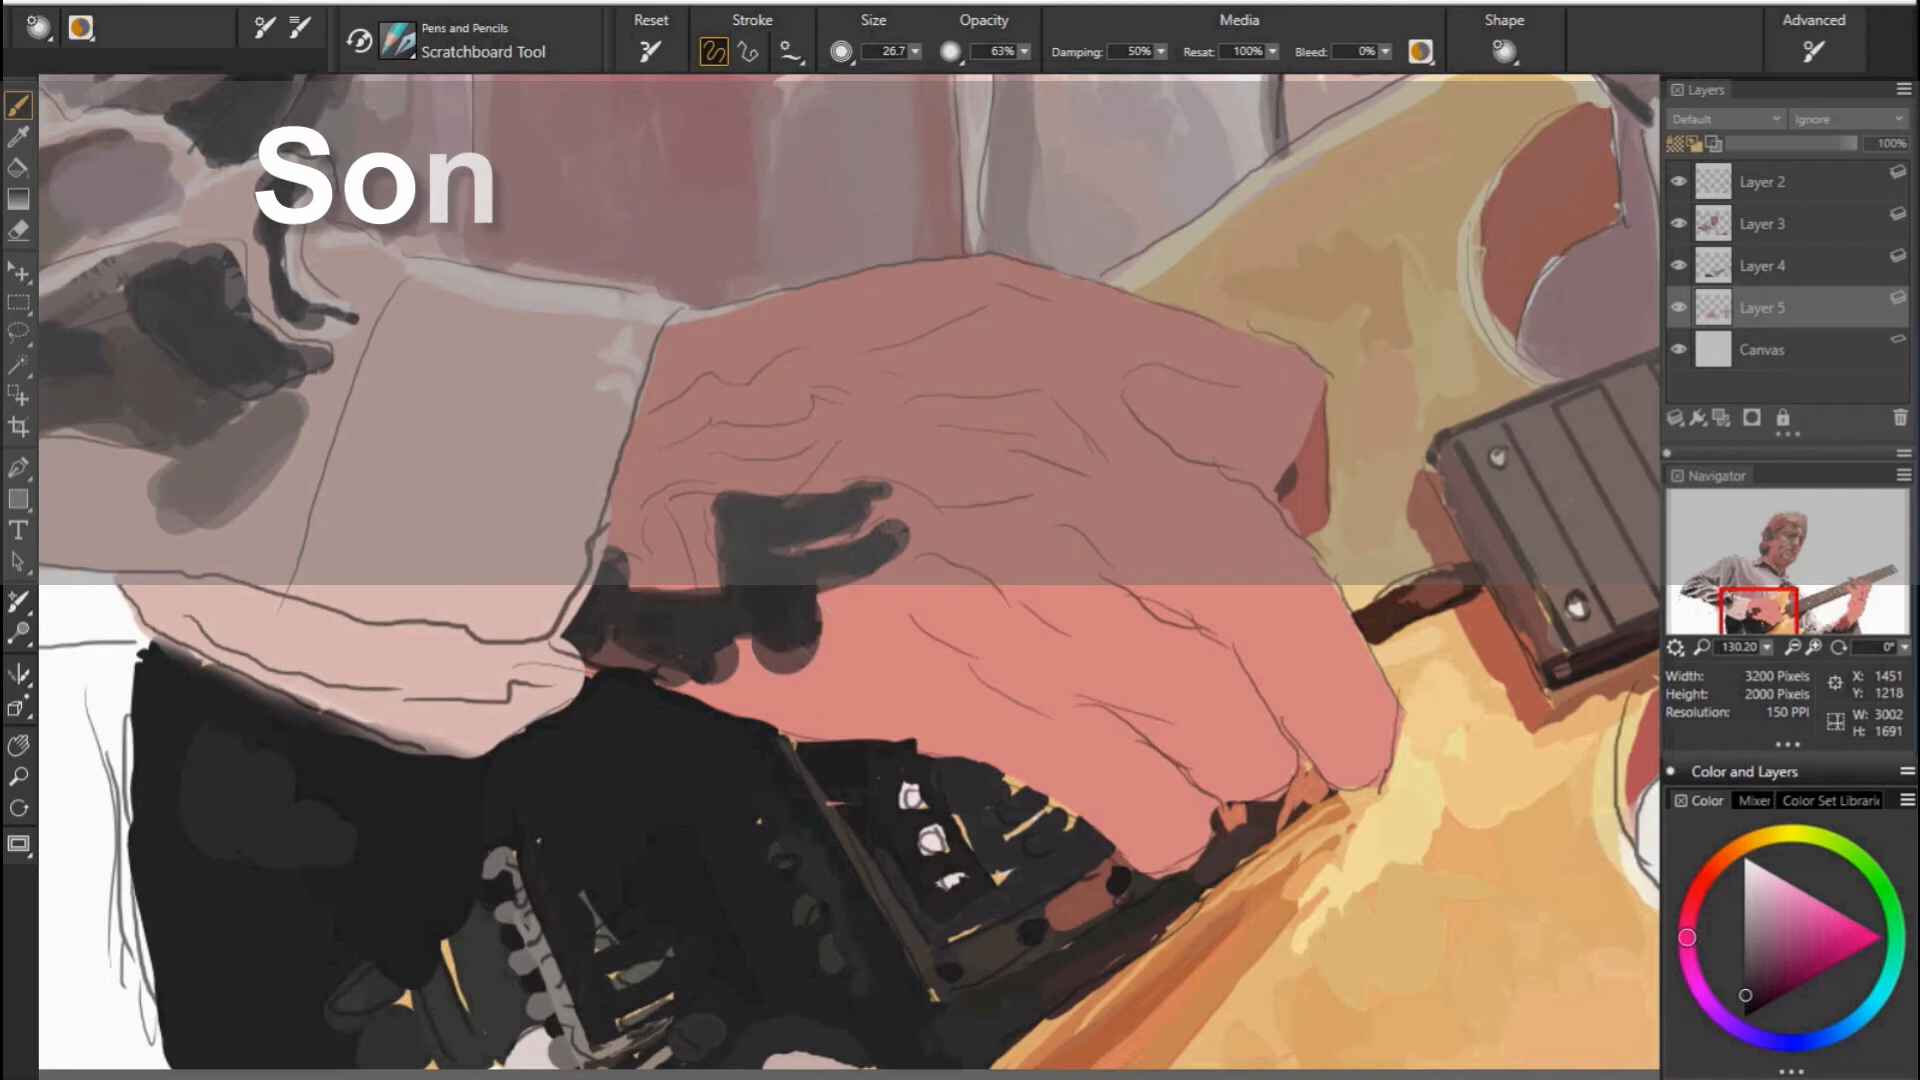 Pens and Pencils
Scratchboard Tool
Reset
Stroke
Size
26.7
Opacity
63%
Media
Damping: 50% Resat: 100% Bleed: 0%
Shape
Advanced
Son
Layers
Default Ignore
100%
Layer 2
Layer 3
Layer 4
Layer 5
Canvas
Navigator
130.20 0°
Width: 3200 Pixels
Height: 2000 Pixels
Resolution: 150 PPI
X: 1451
Y: 1218
W: 3002
H: 1691
Color and Layers
Color Mixer Color Set Librari
T